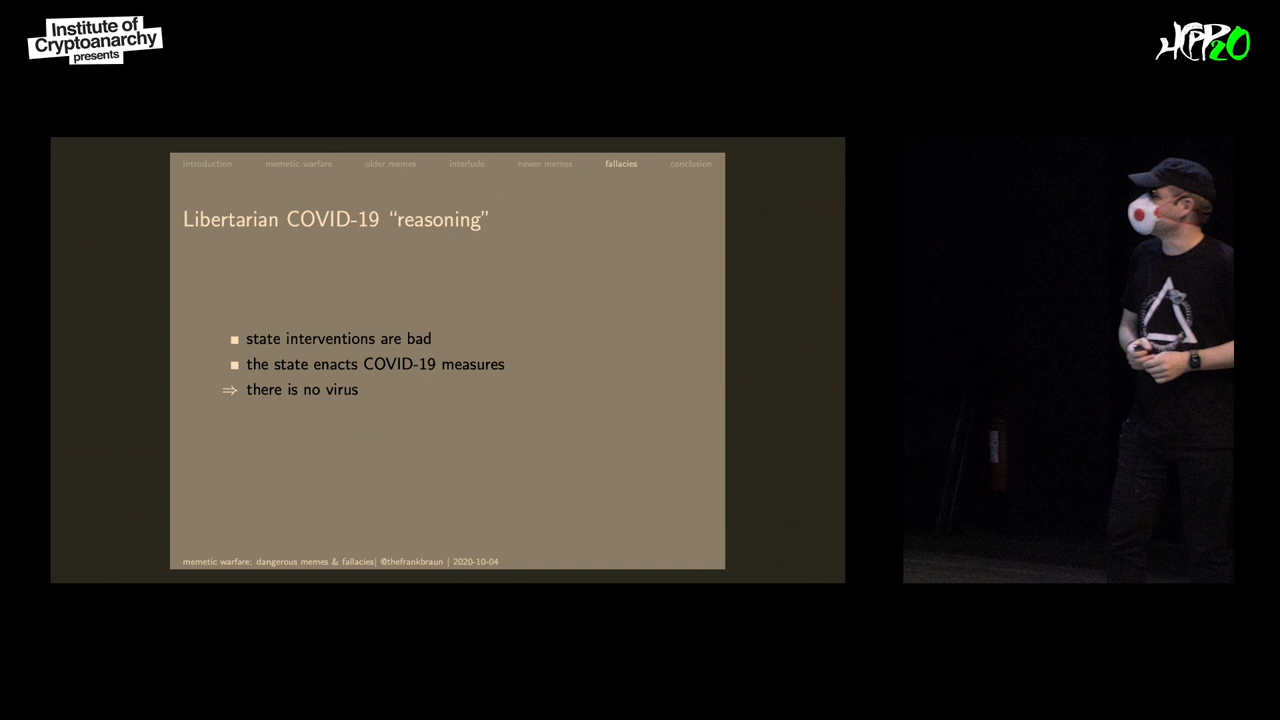 Institute of
Cryptoanarchy
presents
HCPP20
introduction memetic warfare older memes interlude newer memes fallacies conclusion
Libertarian COVID-19 “reasoning”
■ state interventions are bad
■ the state enacts COVID-19 measures
⇒ there is no virus
memetic warfare: dangerous memes & fallacies| @thefrankbraun | 2020-10-04